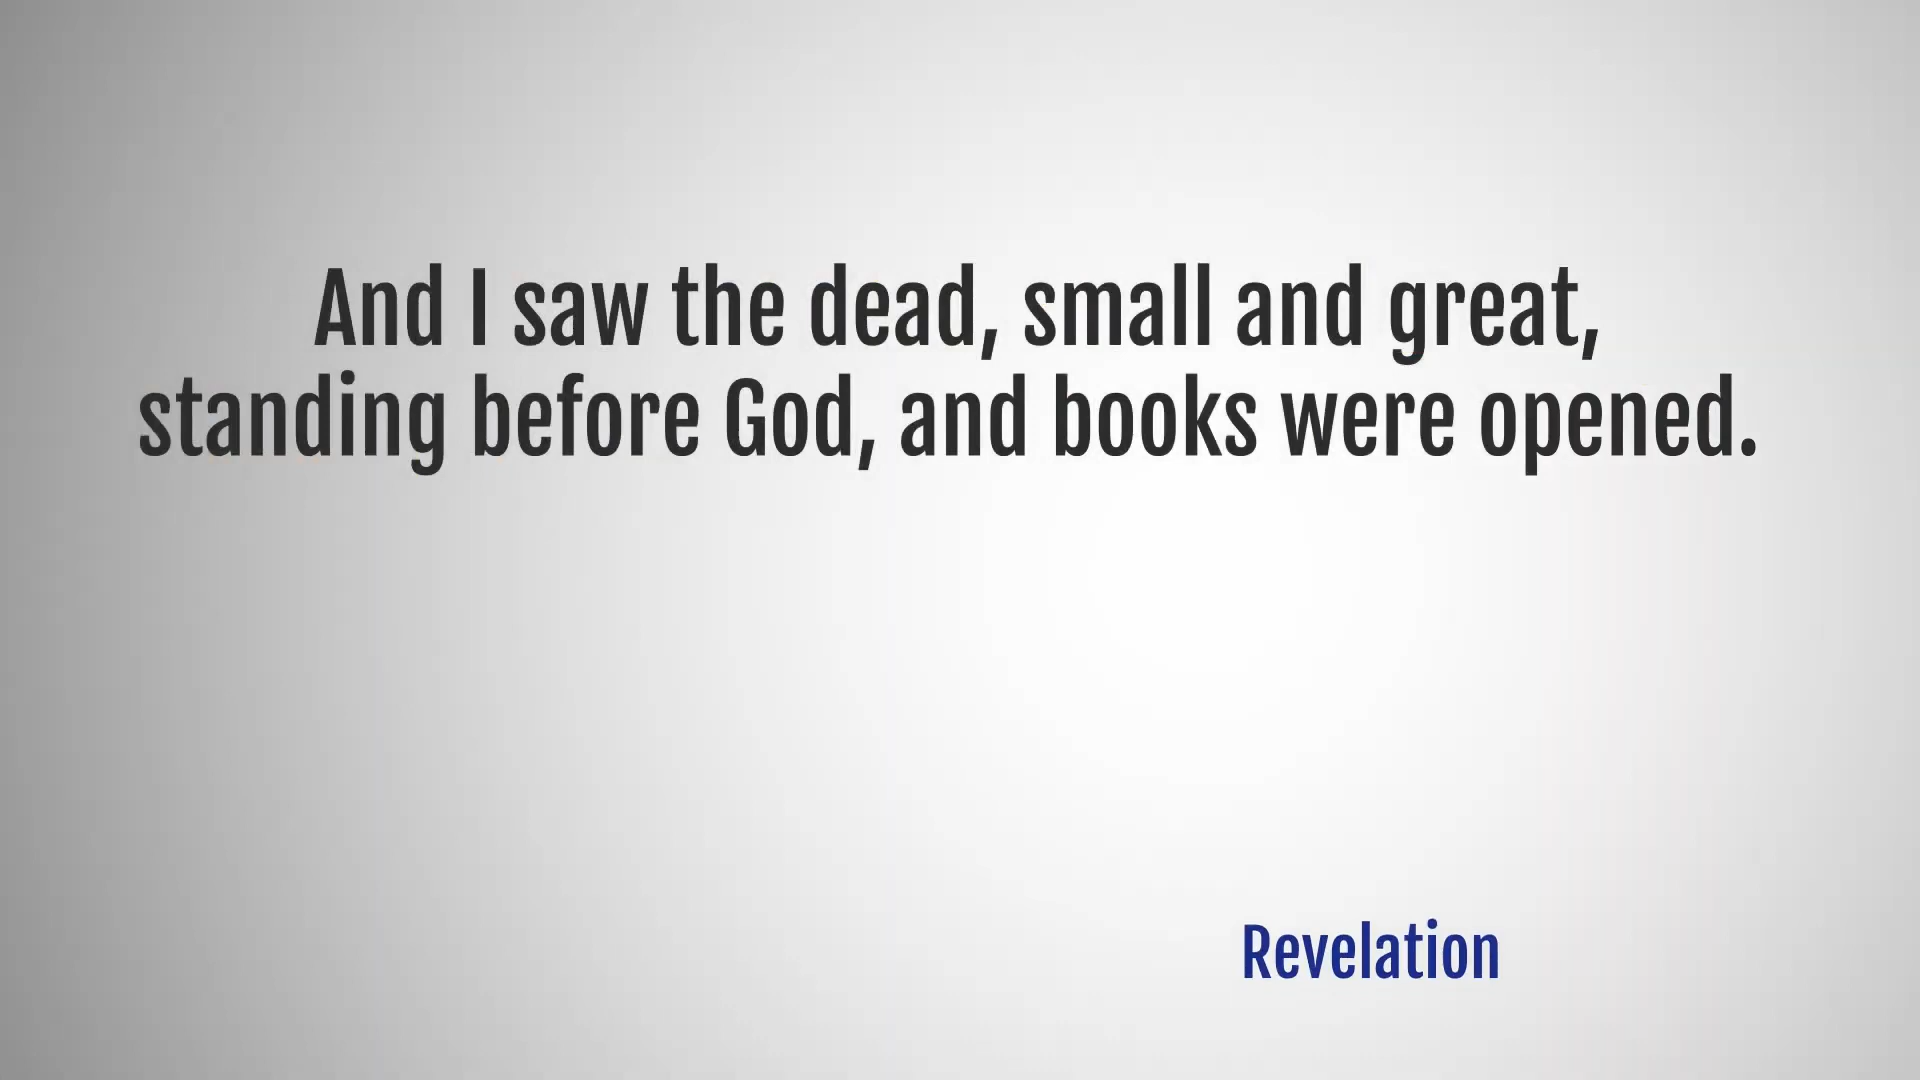 And I saw the dead, small and great,
standing before God, and books were opened.
Revelation